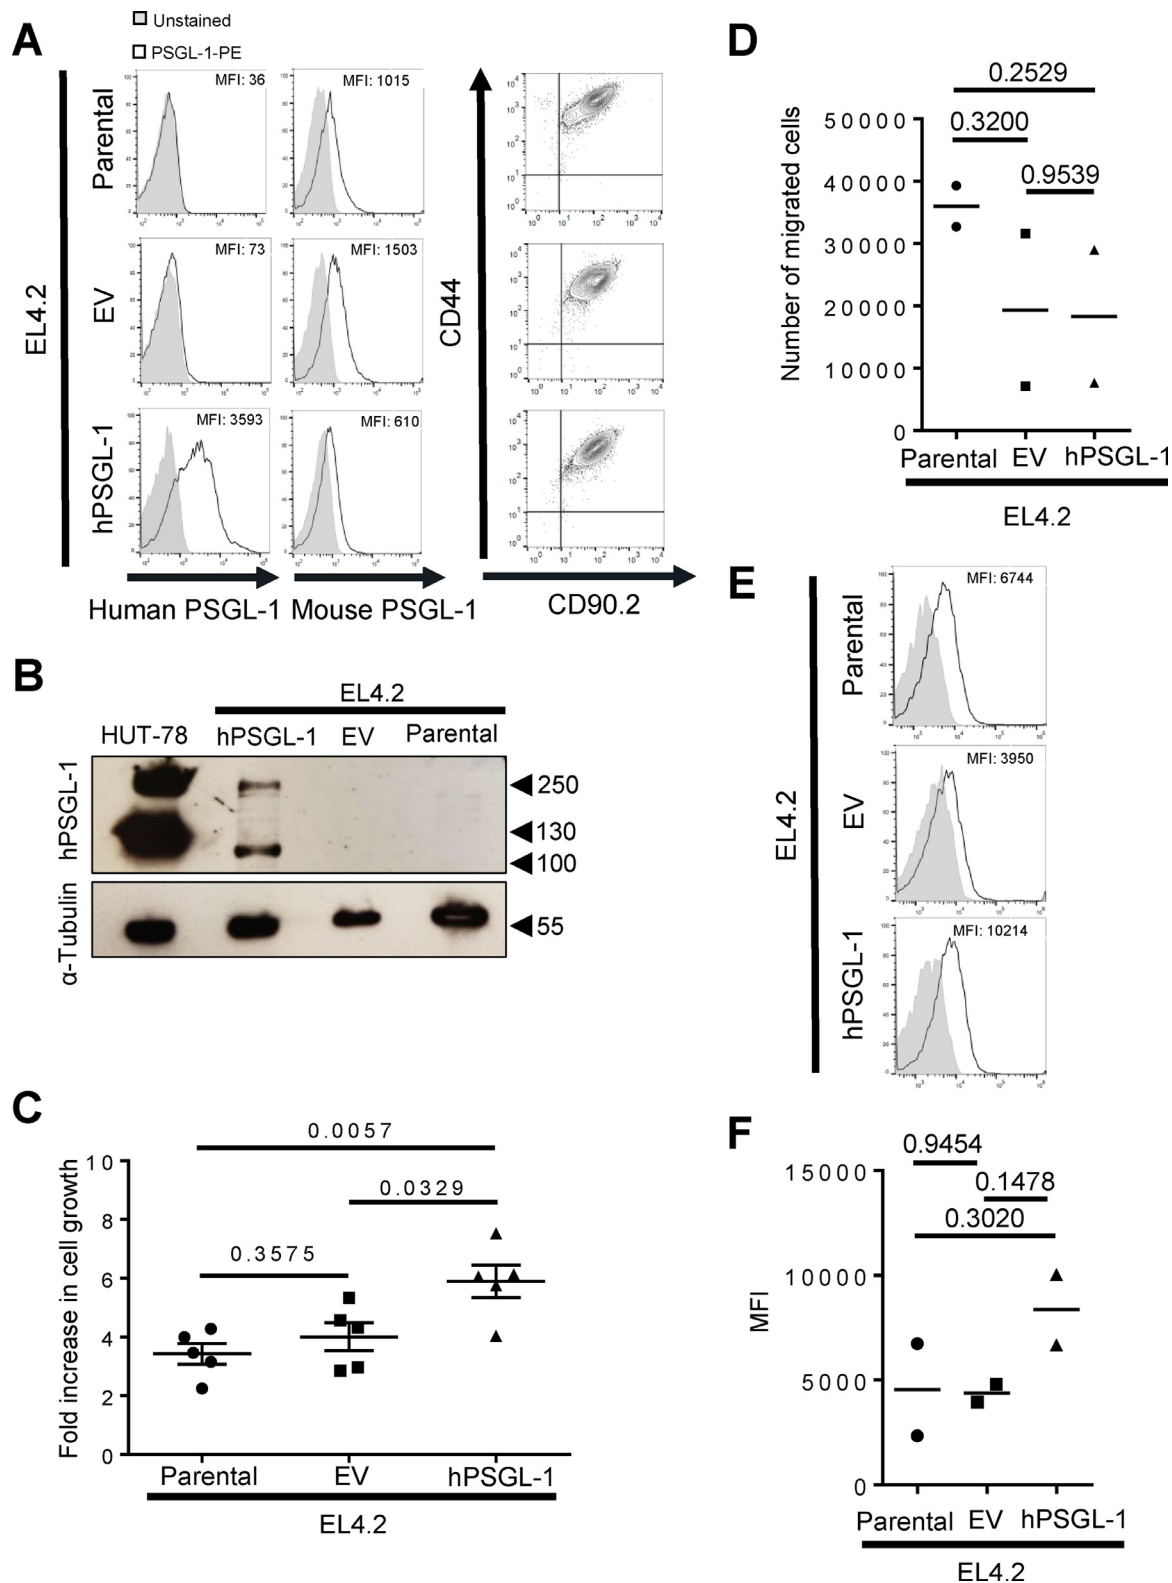 A
Unstained
PSGL-1-PE
EL4.2
Parental
MFI: 36
MFI: 1015
EV
MFI: 73
MFI: 1503
hPSGL-1
MFI: 3593
MFI: 610
Human PSGL-1
Mouse PSGL-1
CD44
CD90.2
B
EL4.2
HUT-78
hPSGL-1
EV
Parental
hPSGL-1
250
130
100
α-Tubulin
55
C
0.0057
0.0329
0.3575
Fold increase in cell growth
10
8
6
4
2
0
Parental
EV
hPSGL-1
EL4.2
D
0.2529
0.3200
0.9539
Number of migrated cells
50000
40000
30000
20000
10000
0
Parental
EV
hPSGL-1
EL4.2
E
EL4.2
Parental
MFI: 6744
EV
MFI: 3950
hPSGL-1
MFI: 10214
F
0.9454
0.1478
0.3020
MFI
15000
10000
5000
0
Parental
EV
hPSGL-1
EL4.2